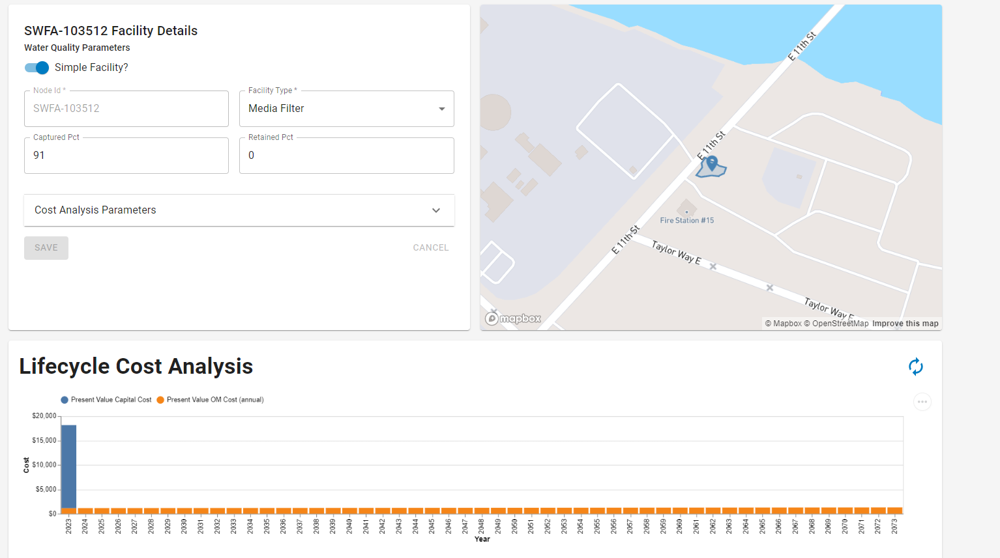 SWFA-103512 Facility Details
Water Quality Parameters
Simple Facility?
Node Id *
SWFA-103512
Facility Type *
Media Filter
Captured Pct
91
Retained Pct
0
Cost Analysis Parameters
SAVE
CANCEL
E 11th St
E 11th St
Fire Station #15
E 11th St
Taylor Way E
Taylor Way E
mapbox
© Mapbox © OpenStreetMap Improve this map
Lifecycle Cost Analysis
Present Value Capital Cost
Present Value OM Cost (annual)
$20,000
$15,000
$10,000
$5,000
$0
Cost
2023
2024
2025
2026
2027
2028
2029
2030
2031
2032
2033
2034
2035
2036
2037
2038
2039
2040
2041
2042
2043
2044
2045
2046
2047
2048
2049
2050
2051
2052
2053
2054
2055
2056
2057
2058
2059
2060
2061
2062
2063
2064
2065
2066
2067
2068
2069
2070
2071
2072
2073
Year